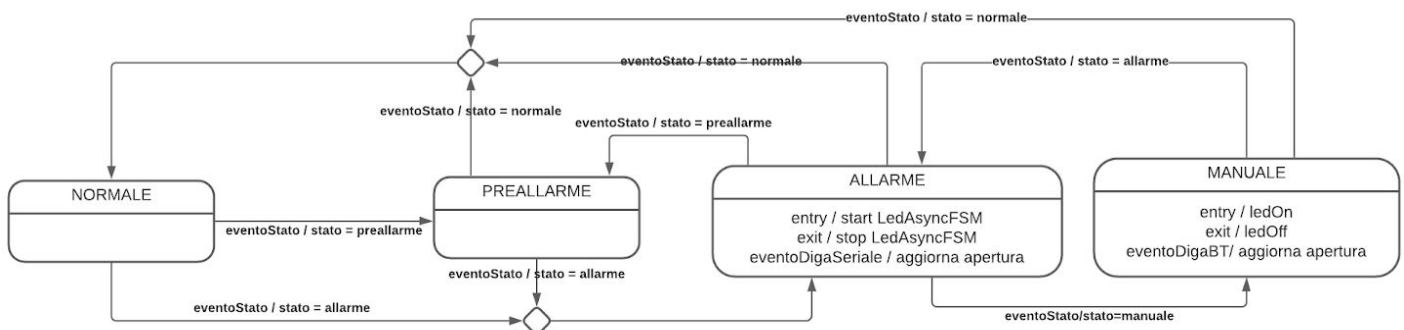 eventoStato / stato = normale
eventoStato / stato = normale
eventoStato / stato = allarme
eventoStato / stato = normale
eventoStato / stato = preallarme
NORMALE
eventoStato / stato = preallarme
PREALLARME
ALLARME
entry / start LedAsyncFSM
exit / stop LedAsyncFSM
eventoDigaSeriale / aggiorna apertura
MANUALE
entry / ledOn
exit / ledOff
eventoDigaBT/ aggiorna apertura
eventoStato / stato = allarme
eventoStato / stato = allarme
eventoStato/stato=manuale